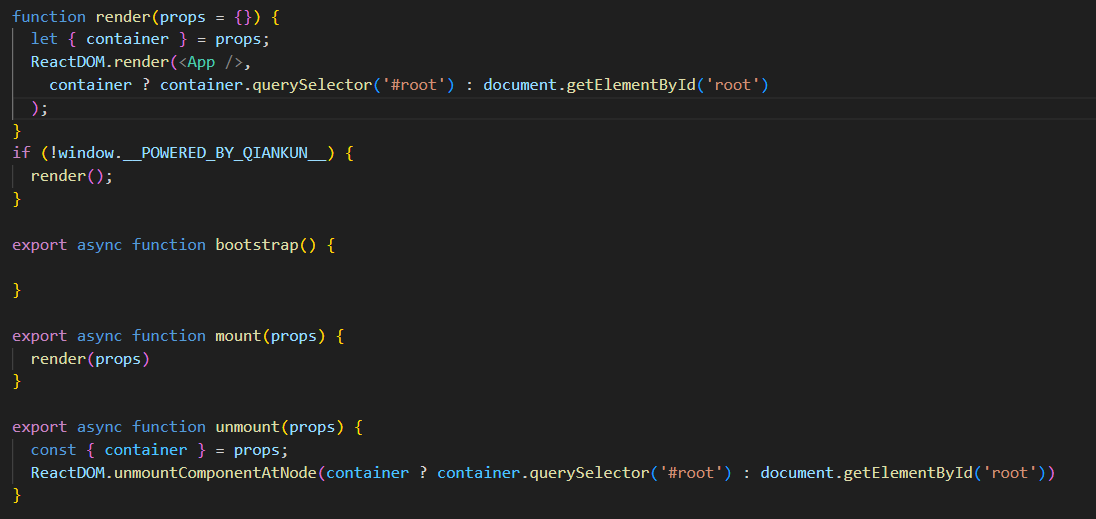 function render(props = {}) {
  let { container } = props;
  ReactDOM.render(<App />,
    container ? container.querySelector('#root') : document.getElementById('root')
  );
}
if (!window.__POWERED_BY_QIANKUN__) {
  render();
}

export async function bootstrap() {

}

export async function mount(props) {
  render(props)
}

export async function unmount(props) {
  const { container } = props;
  ReactDOM.unmountComponentAtNode(container ? container.querySelector('#root') : document.getElementById('root'))
}